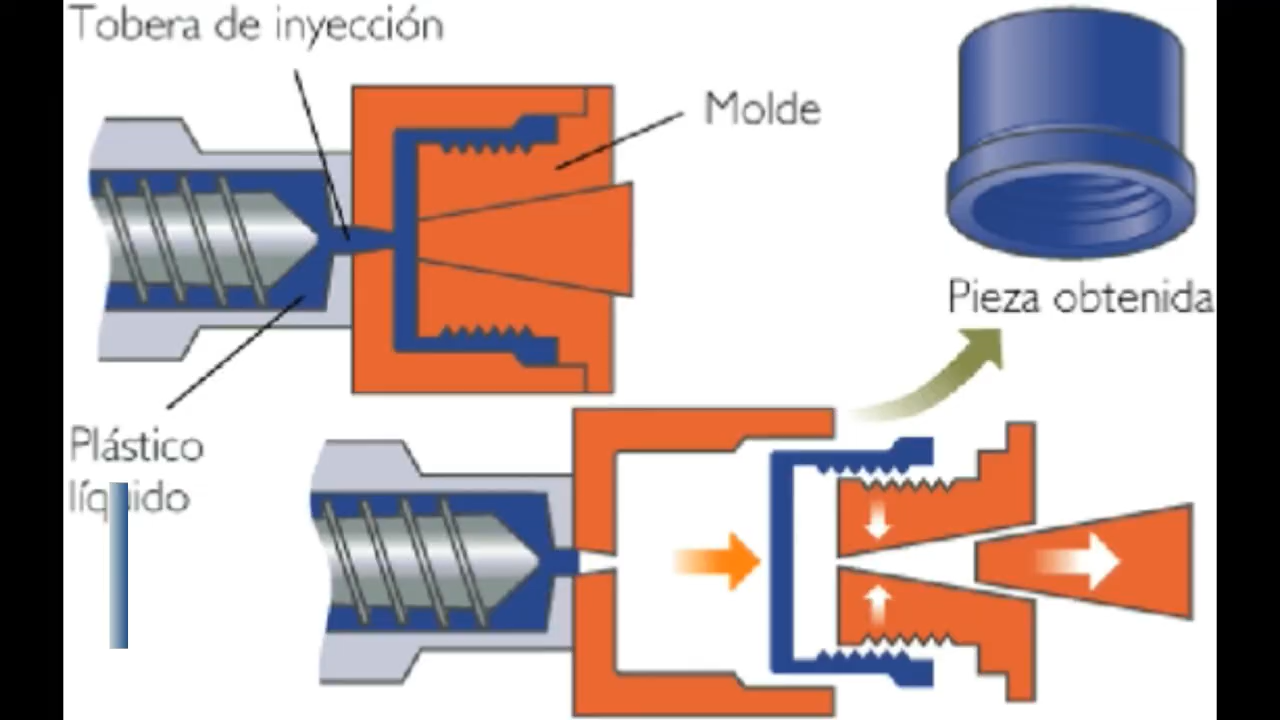 Tobera de inyección
Molde
Pieza obtenida
Plástico
líquido